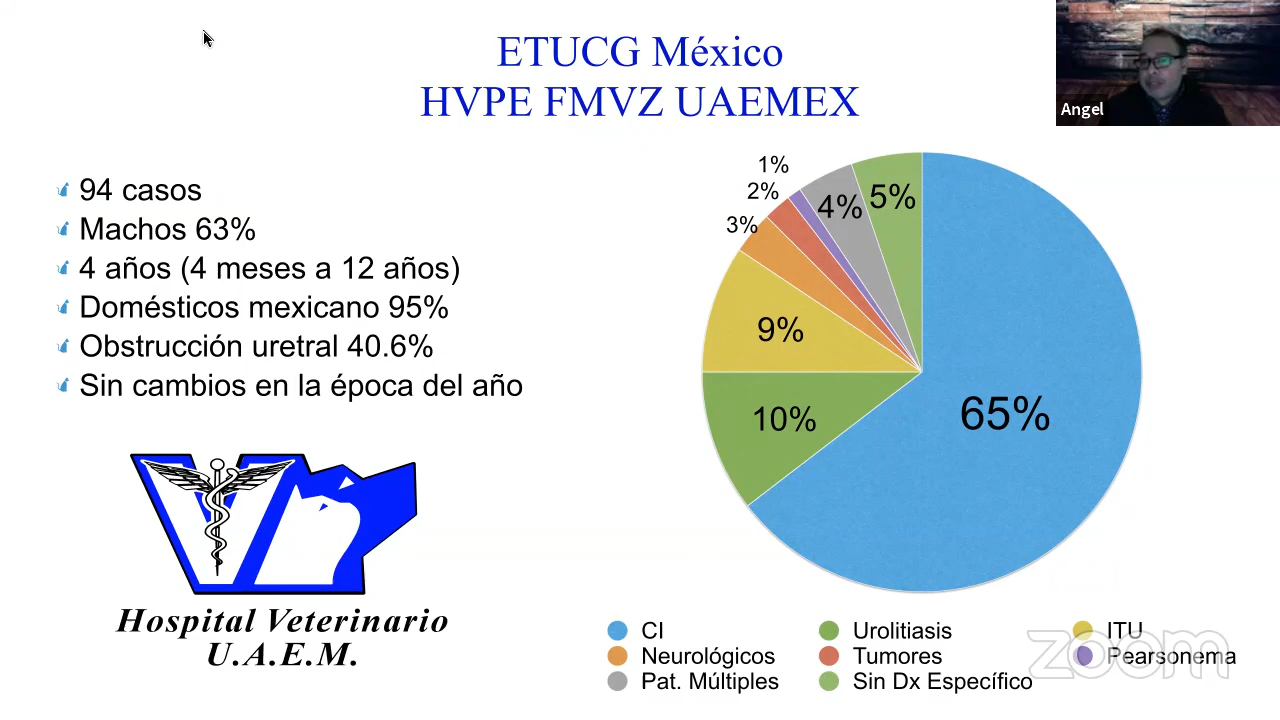 ETUCG México
HVPE FMVZ UAEMEX
Angel
94 casos
Machos 63%
4 años (4 meses a 12 años)
Domésticos mexicano 95%
Obstrucción uretral 40.6%
Sin cambios en la época del año
Hospital Veterinario
U.A.E.M.
1%
2%
3%
4%
5%
9%
10%
65%
CI
Urolitiasis
ITU
Neurológicos
Tumores
Pearsonema
Pat. Múltiples
Sin Dx Específico
zoom